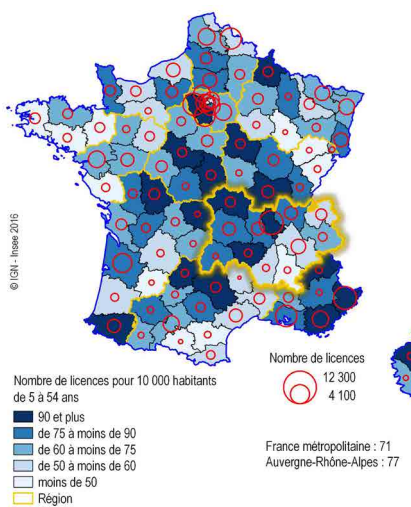 © IGN - Insee 2016
Nombre de licences pour 10 000 habitants
de 5 à 54 ans
90 et plus
de 75 à moins de 90
de 60 à moins de 75
de 50 à moins de 60
moins de 50
Région
Nombre de licences
12 300
4 100
France métropolitaine : 71
Auvergne-Rhône-Alpes : 77